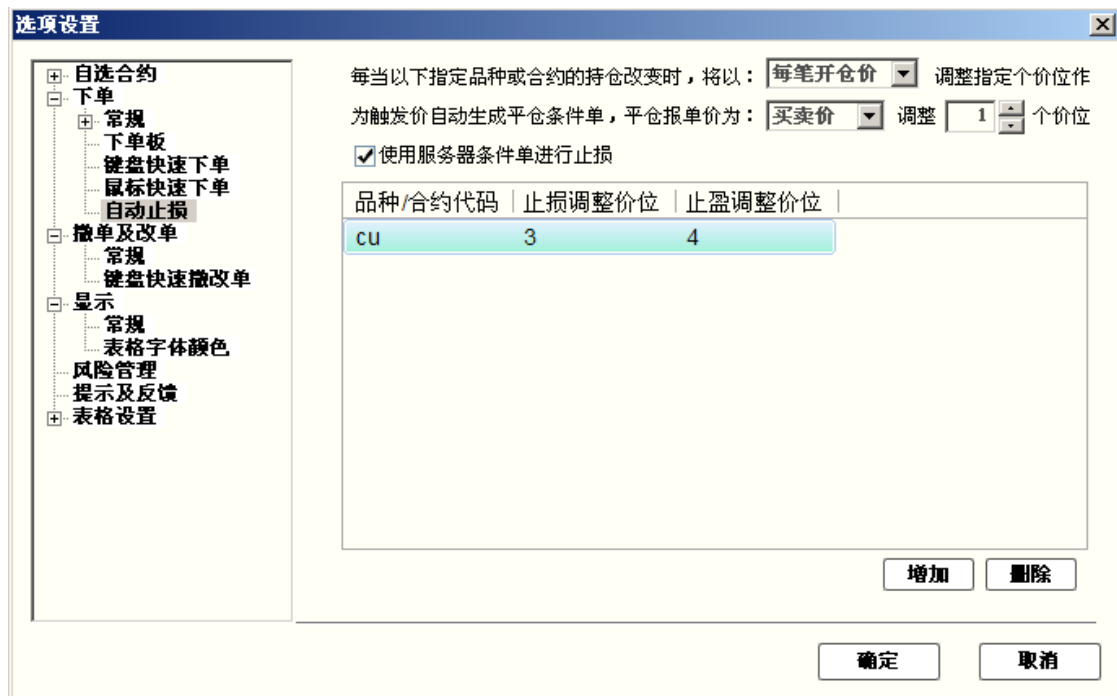 选项设置
自选合约
下单
常规
下单板
键盘快速下单
鼠标快速下单
自动止损
撤单及改单
常规
键盘快速撤改单
显示
常规
表格字体颜色
风险管理
提示及反馈
表格设置
每当以下指定品种或合约的持仓改变时，将以： 每笔开仓价 调整指定个价位作
为触发价自动生成平仓条件单，平仓报单价为： 买卖价 调整 1 个价位
使用服务器条件单进行止损
品种/合约代码 止损调整价位 止盈调整价位
cu 3 4
增加 删除
确定 取消